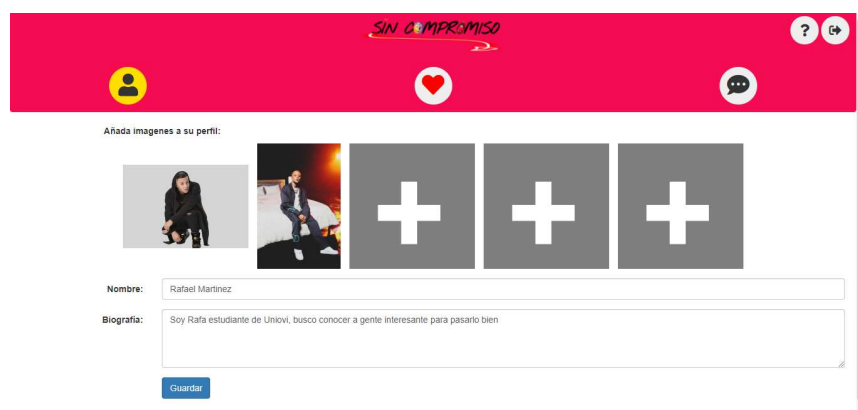 SIN COMPROMISO
?
Añada imagenes a su perfil:
Nombre:
Rafael Martinez
Biografía:
Soy Rafa estudiante de Uniovi, busco conocer a gente interesante para pasarlo bien
Guardar